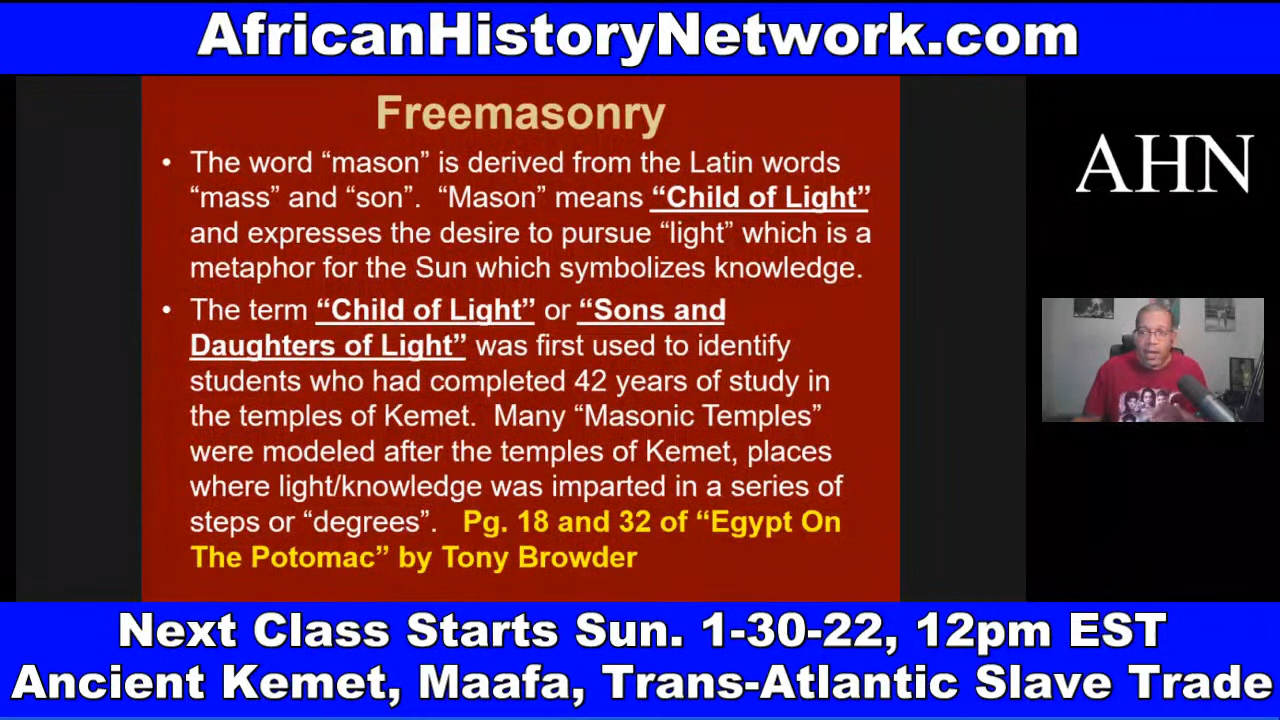 AfricanHistoryNetwork.com
Freemasonry
• The word “mason” is derived from the Latin words
“mass” and “son”. “Mason” means “Child of Light”
and expresses the desire to pursue “light” which is a
metaphor for the Sun which symbolizes knowledge.
• The term “Child of Light” or “Sons and
Daughters of Light” was first used to identify
students who had completed 42 years of study in
the temples of Kemet. Many “Masonic Temples”
were modeled after the temples of Kemet, places
where light/knowledge was imparted in a series of
steps or “degrees”. Pg. 18 and 32 of “Egypt On
The Potomac” by Tony Browder
AHN
Next Class Starts Sun. 1-30-22, 12pm EST
Ancient Kemet, Maafa, Trans-Atlantic Slave Trade